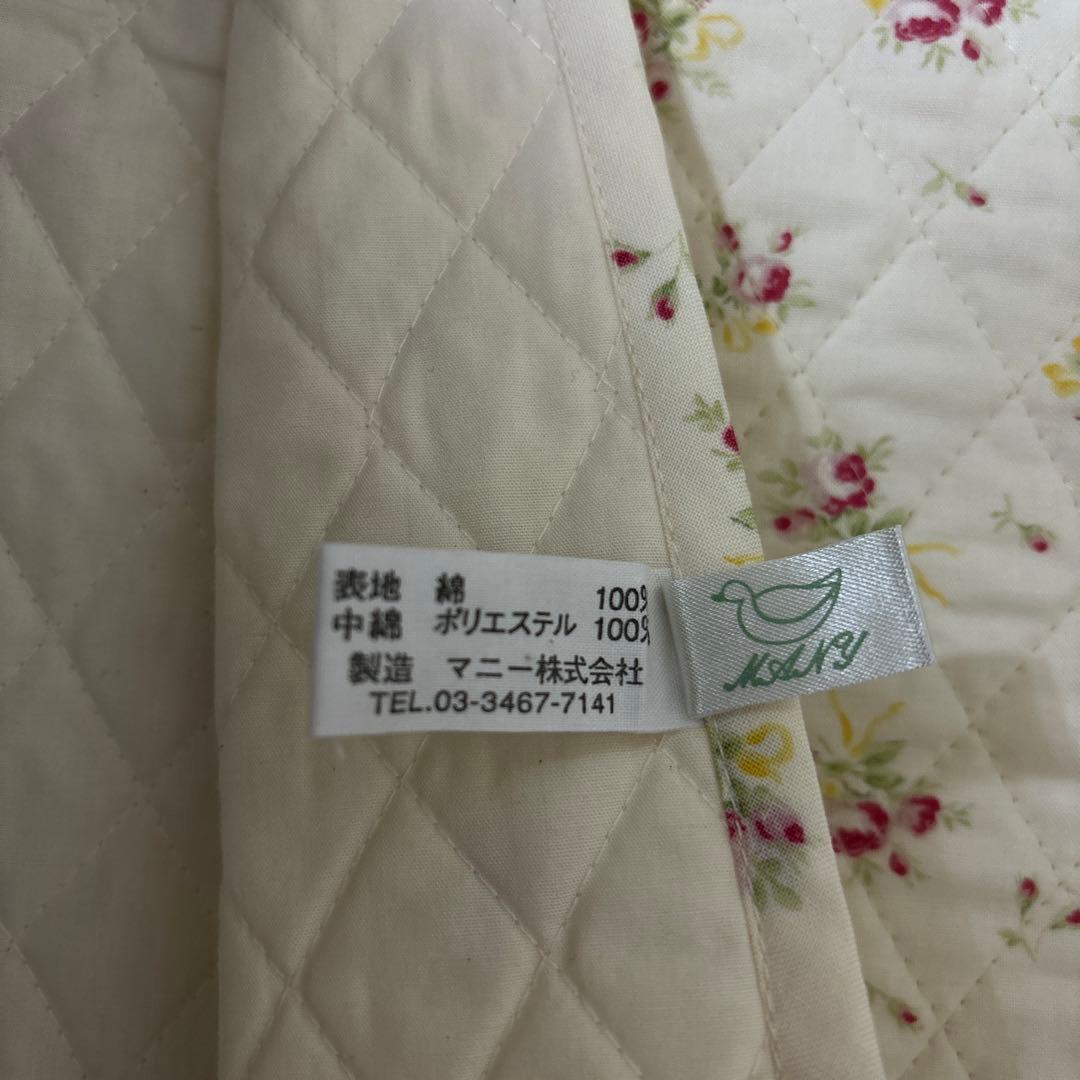 表地 綿 100%
中綿 ポリエステル 100%
製造 マニー株式会社
TEL.03-3467-7141
MANY